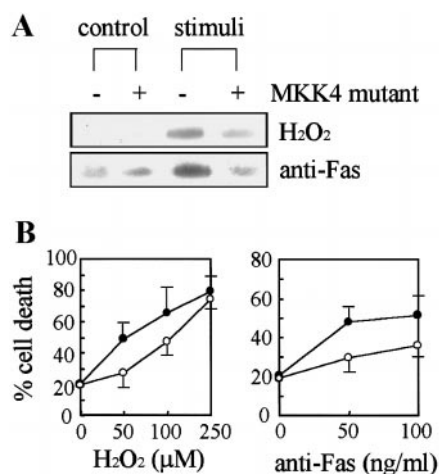 A
control stimuli
- + - + MKK4 mutant
H₂O₂
anti-Fas
B
% cell death
100
80
60
40
20
0
0 50 100 250
H₂O₂ (μM)
80
60
40
20
0
0 50 100
anti-Fas (ng/ml)